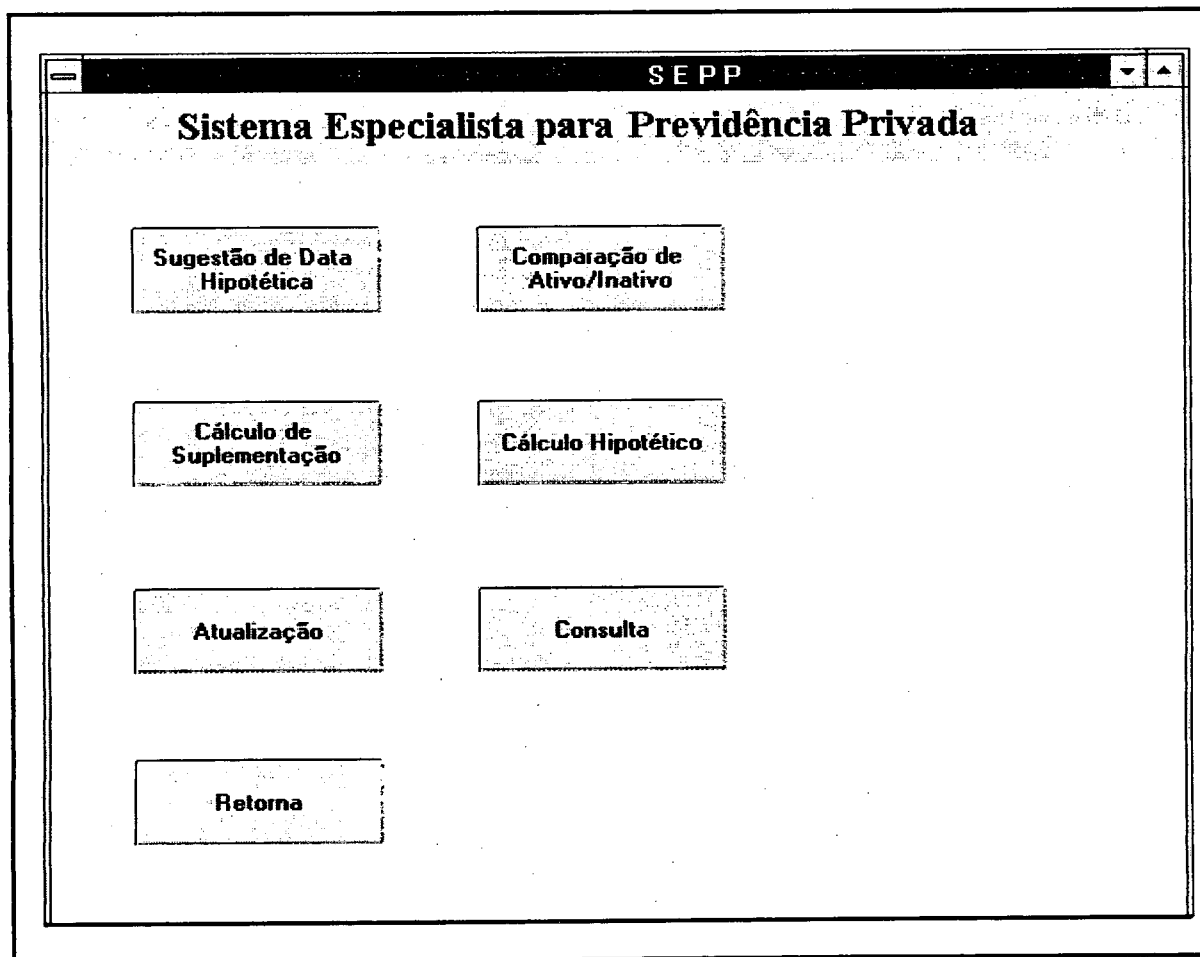 SEPP
Sistema Especialista para Previdência Privada
Sugestão de Data
Hipotética
Comparação de
Ativo/Inativo
Cálculo de
Suplementação
Cálculo Hipotético
Atualização
Consulta
Retorna